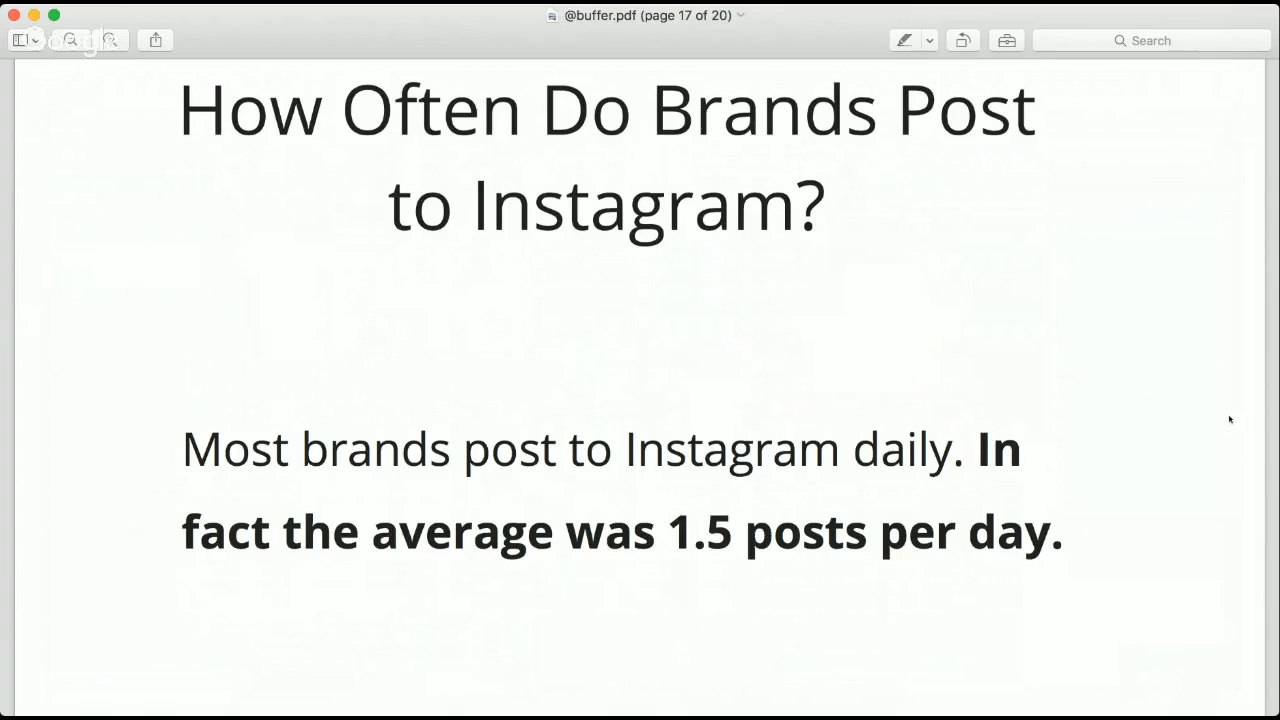 @buffer.pdf (page 17 of 20)
Google
Search
How Often Do Brands Post
to Instagram?
Most brands post to Instagram daily. In
fact the average was 1.5 posts per day.